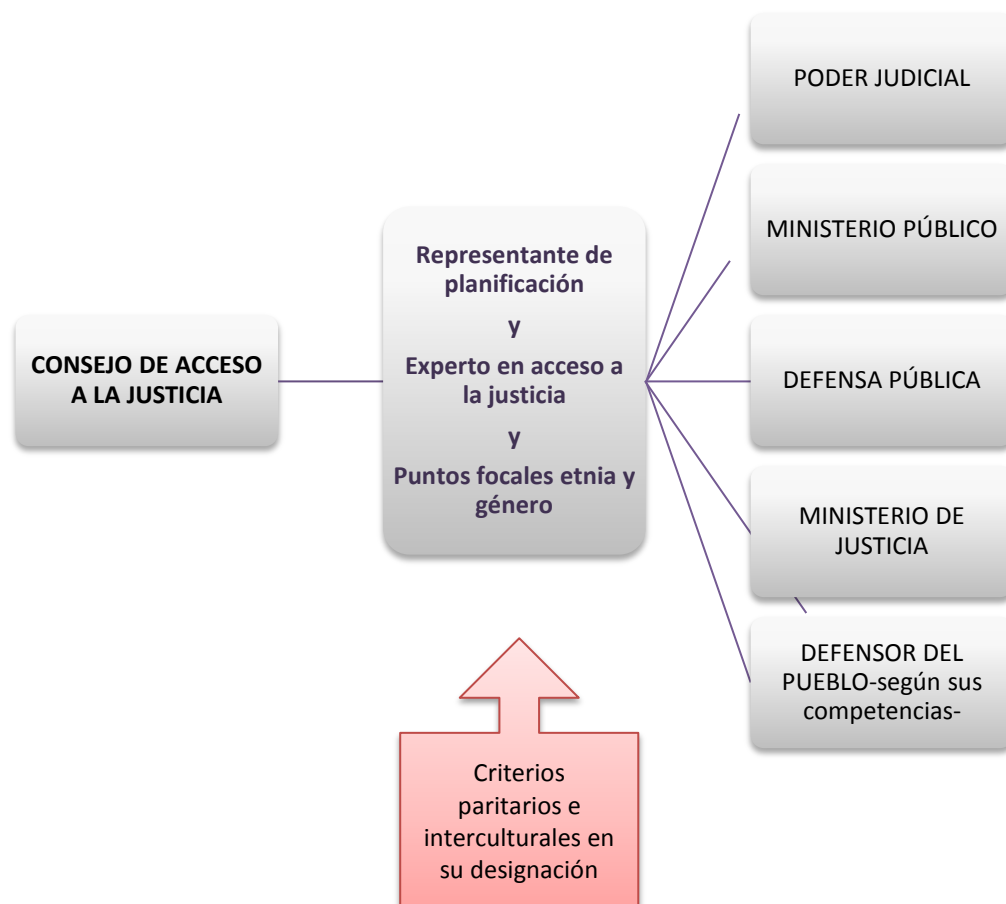 CONSEJO DE ACCESO
A LA JUSTICIA
Representante de
planificación
y
Experto en acceso a
la justicia
y
Puntos focales etnia y
género
PODER JUDICIAL
MINISTERIO PÚBLICO
DEFENSA PÚBLICA
MINISTERIO DE
JUSTICIA
DEFENSOR DEL
PUEBLO-según sus
competencias-
Criterios
paritarios e
interculturales en
su designación